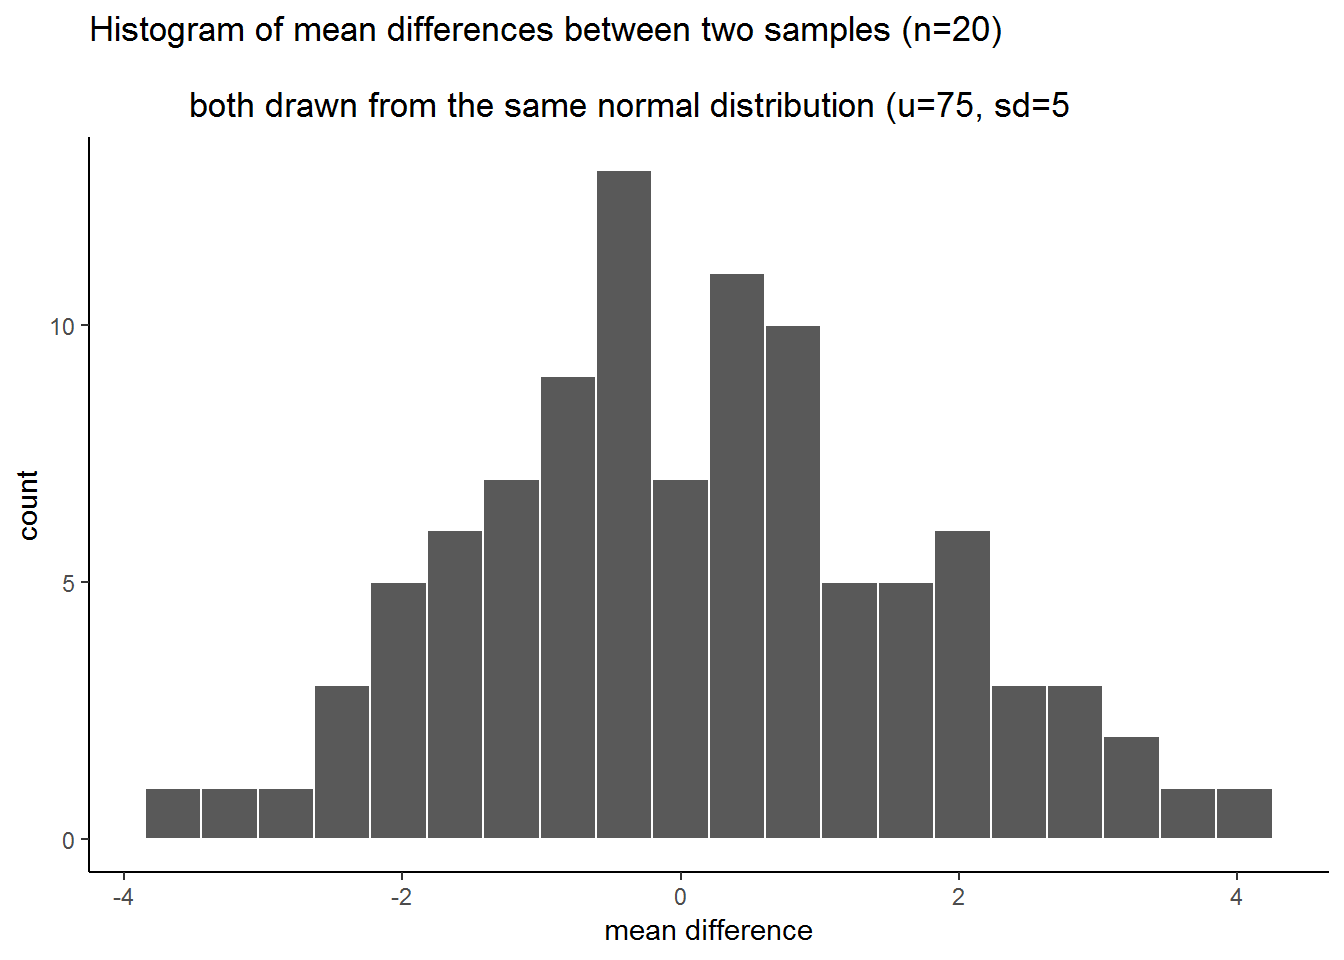 Histogram of mean differences between two samples (n=20)
both drawn from the same normal distribution (u=75, sd=5
10
5
0
count
-4 -2 0 2 4
mean difference